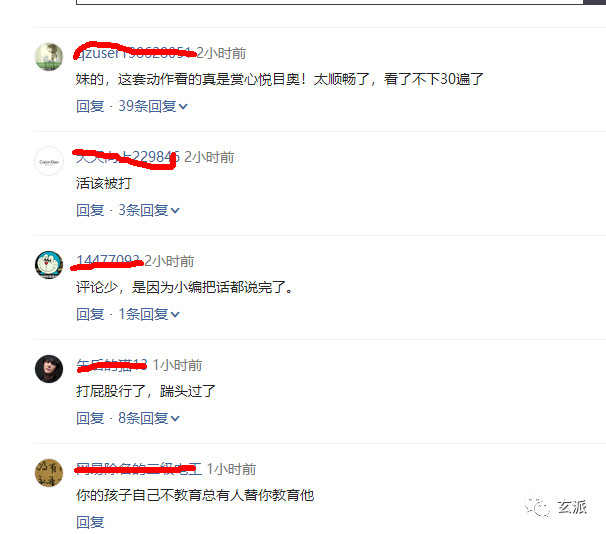 2小时前
妹的，这套动作看的真是赏心悦目奥！太顺畅了，看了不下30遍了
回复 · 39条回复
2小时前
活该被打
回复 · 3条回复
14477093 2小时前
评论少，是因为小编把话都说完了。
回复 · 1条回复
1小时前
打屁股行了，踹头过了
回复 · 8条回复
1小时前
你的孩子自己不教育总有人替你教育他
回复
玄派